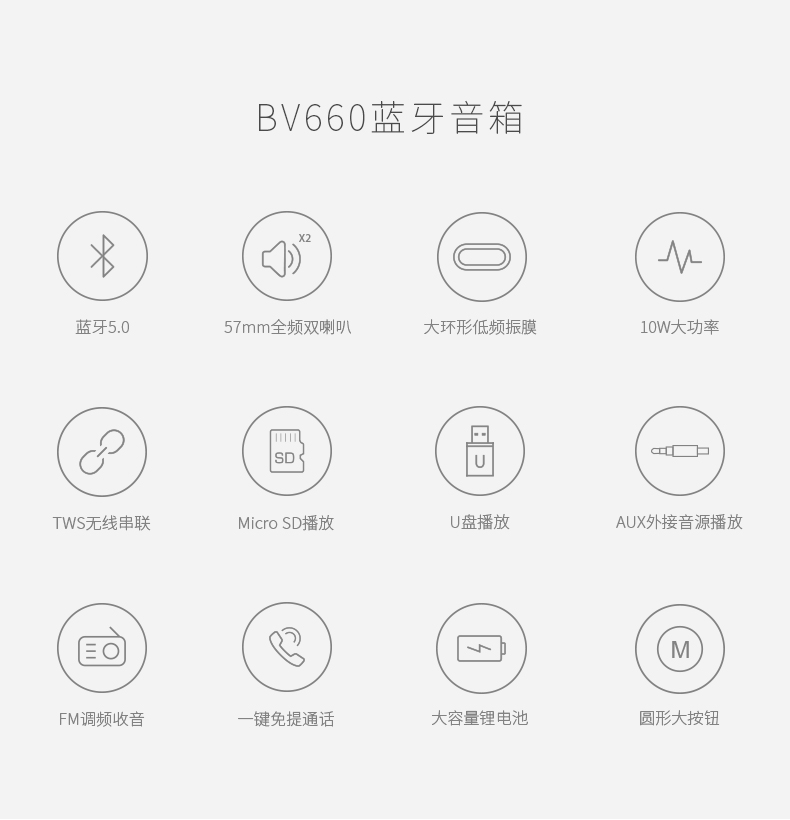 BV660蓝牙音箱
X2
蓝牙5.0
57mm全频双喇叭
大环形低频振膜
10W大功率
SD
U
TWS无线串联
Micro SD播放
U盘播放
AUX外接音源播放
M
FM调频收音
一键免提通话
大容量锂电池
圆形大按钮